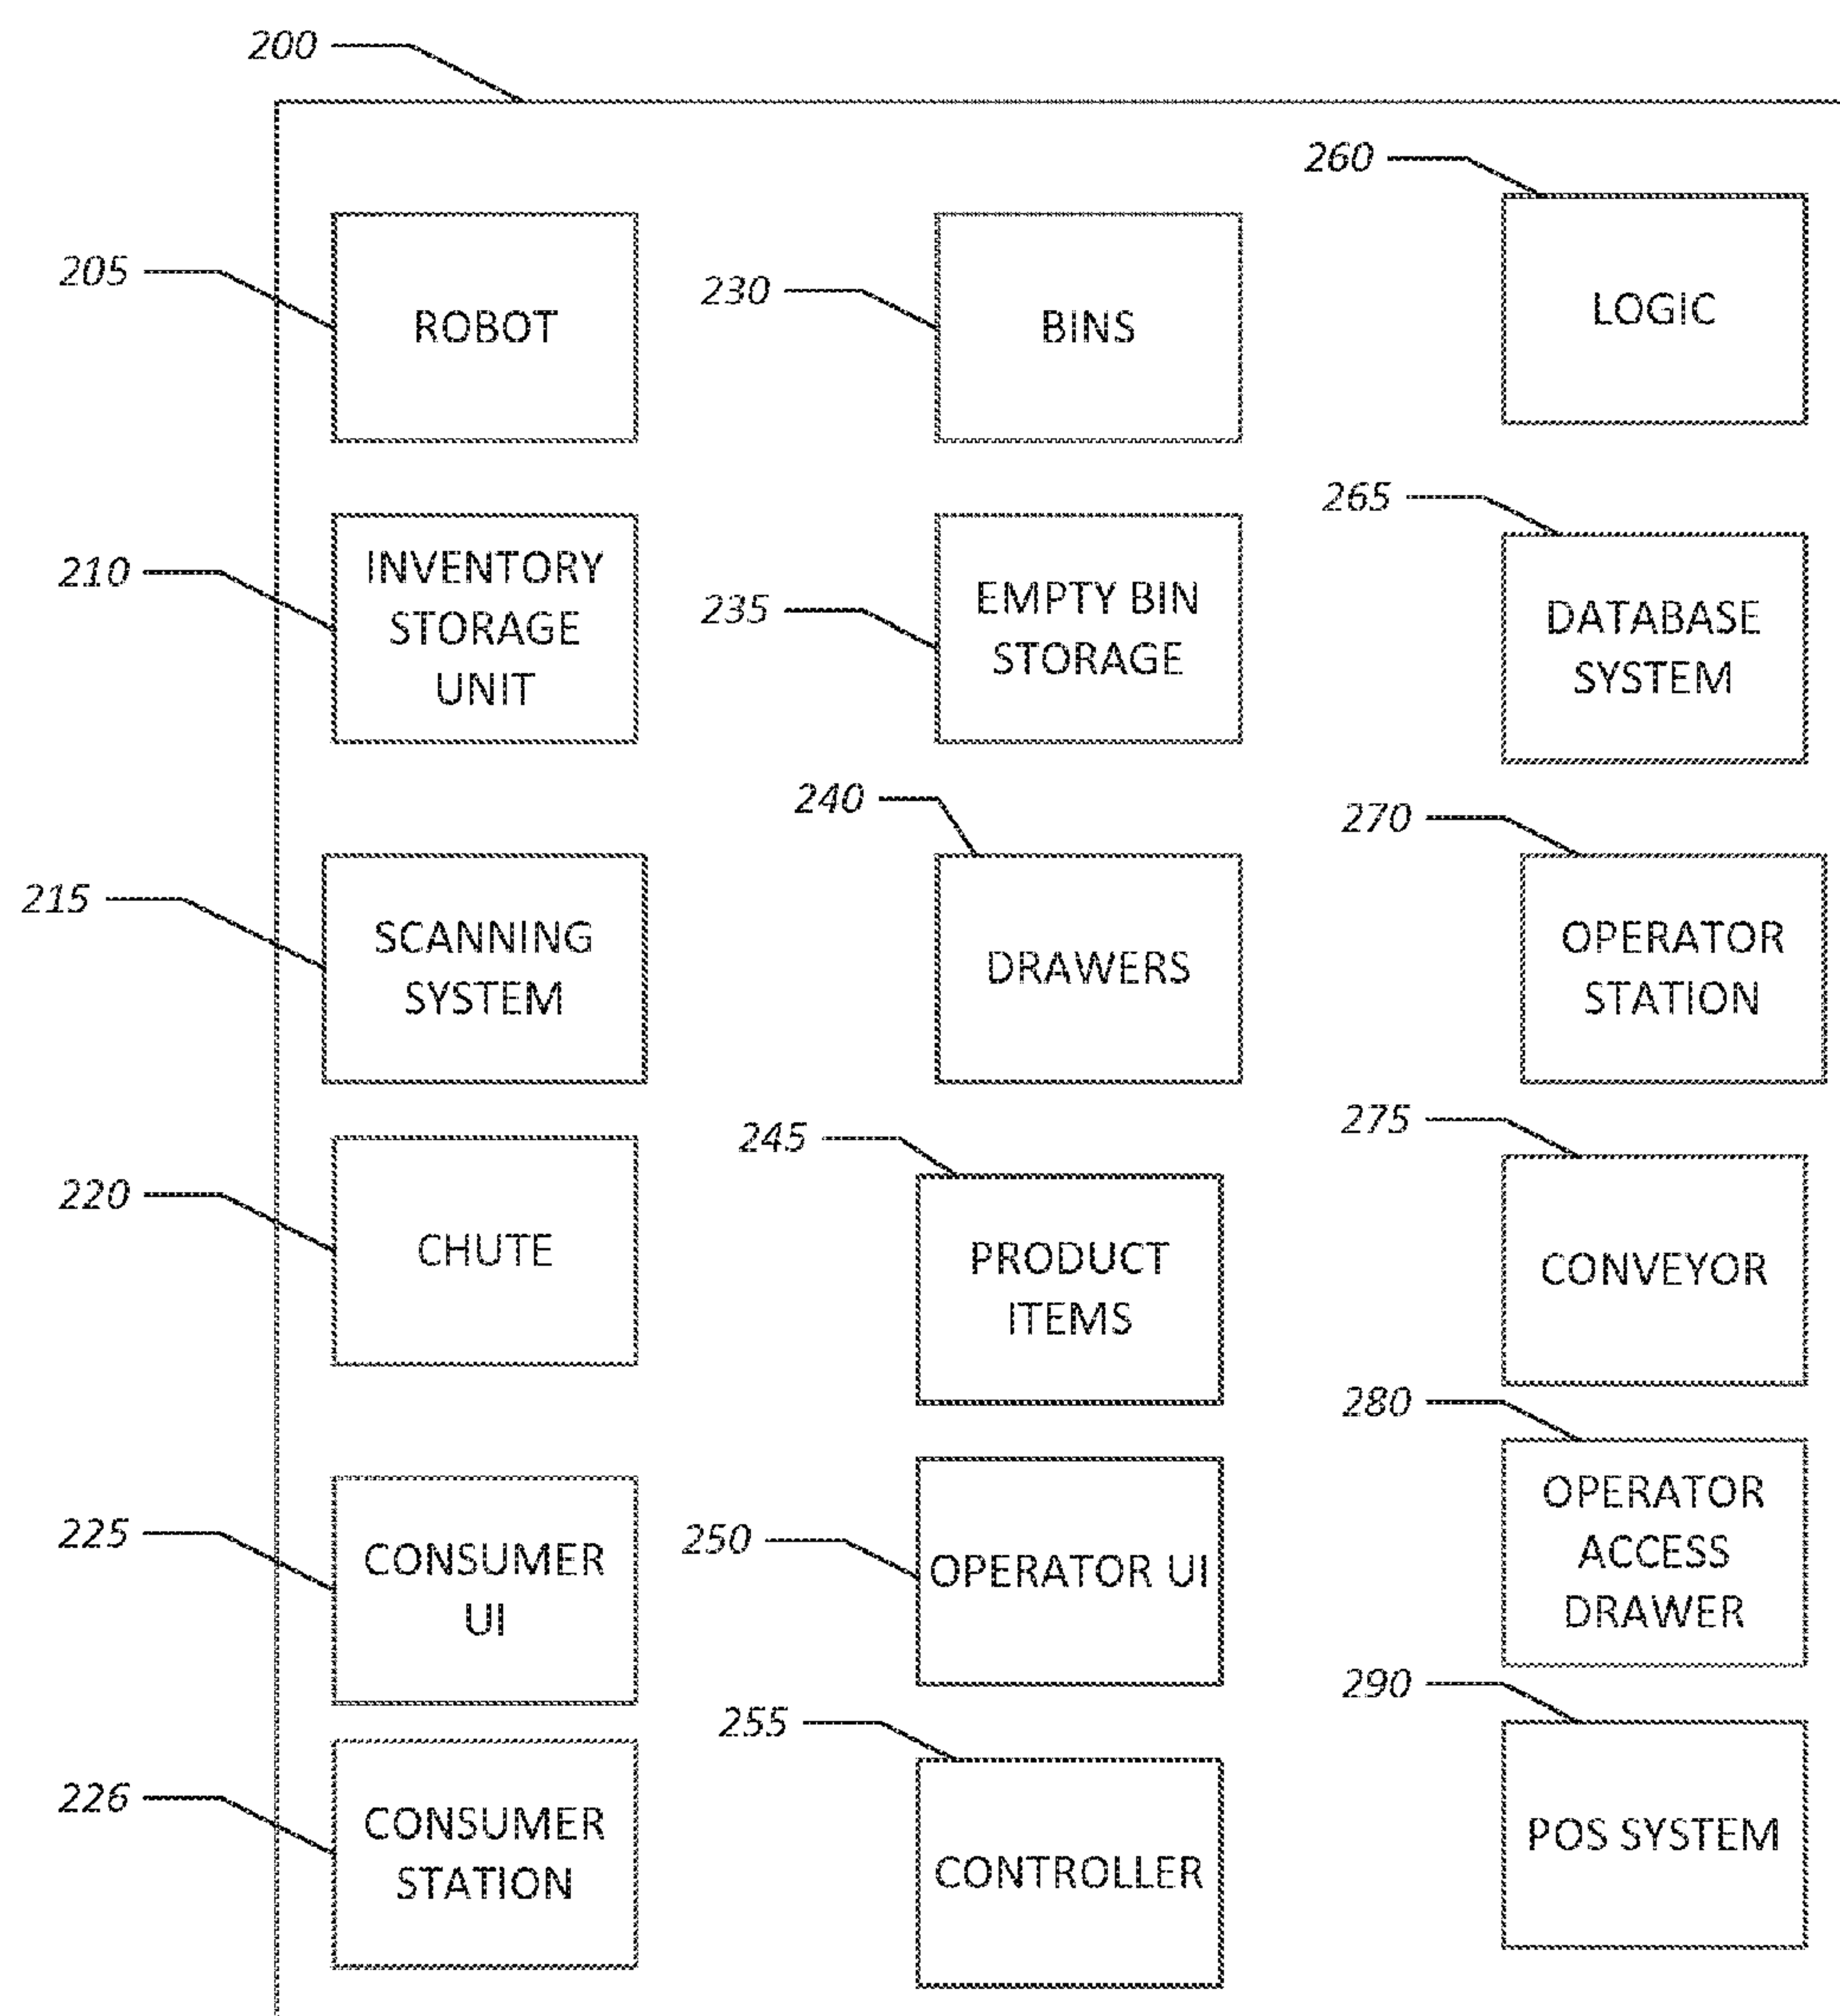 200
205
ROBOT
210
INVENTORY
STORAGE
UNIT
215
SCANNING
SYSTEM
220
CHUTE
225
CONSUMER
UI
226
CONSUMER
STATION
230
BINS
235
EMPTY BIN
STORAGE
240
DRAWERS
245
PRODUCT
ITEMS
250
OPERATOR UI
255
CONTROLLER
260
LOGIC
265
DATABASE
SYSTEM
270
OPERATOR
STATION
275
CONVEYOR
280
OPERATOR
ACCESS
DRAWER
290
POS SYSTEM